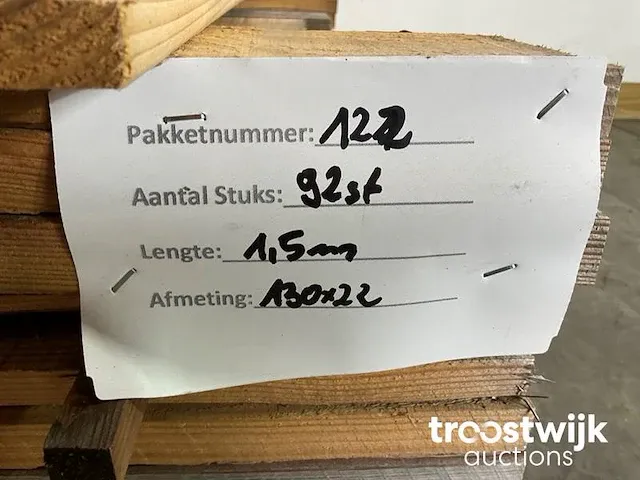 Pakketnummer: 122
Aantal Stuks: 92st
Lengte: 1,5m
Afmeting: 130x22
troostwijk
auctions